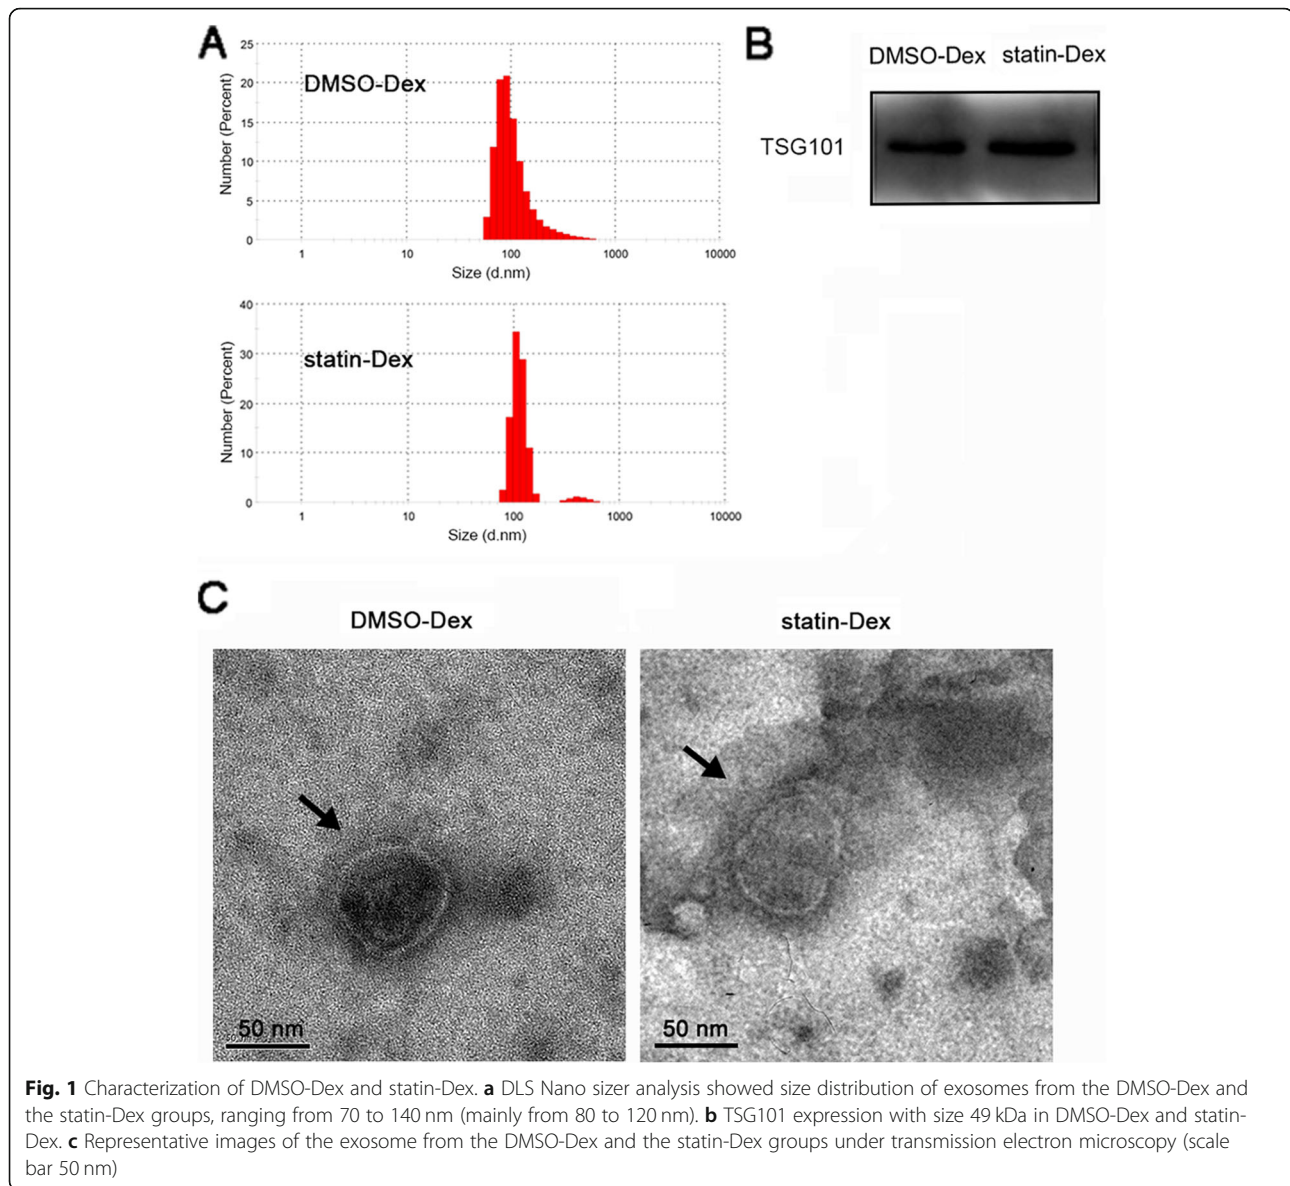 A
25
20
15
10
5
0
Number (Percent)
DMSO-Dex
1 10 100 1000 10000
Size (d.nm)
40
30
20
10
0
Number (Percent)
statin-Dex
1 10 100 1000 10000
Size (d.nm)
B
DMSO-Dex statin-Dex
TSG101
C
DMSO-Dex statin-Dex
50 nm 50 nm
Fig. 1 Characterization of DMSO-Dex and statin-Dex. a DLS Nano sizer analysis showed size distribution of exosomes from the DMSO-Dex and
the statin-Dex groups, ranging from 70 to 140 nm (mainly from 80 to 120 nm). b TSG101 expression with size 49 kDa in DMSO-Dex and statin-
Dex. c Representative images of the exosome from the DMSO-Dex and the statin-Dex groups under transmission electron microscopy (scale
bar 50 nm)